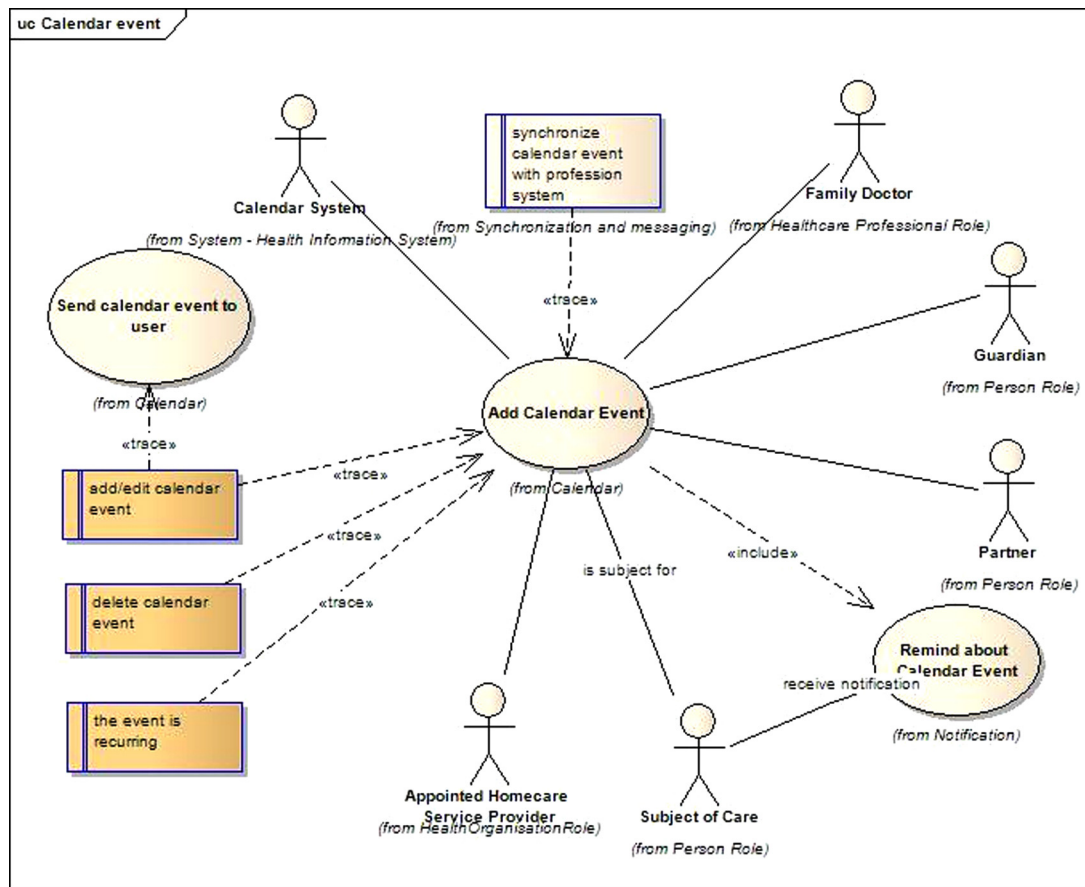 uc Calendar event
Calendar System
(from System - Health Information System)
synchronize
calendar event
with profession
system
(from Synchronization and messaging)
Family Doctor
(from Healthcare Professional Role)
Send calendar event to
user
(from Calendar)
«trace»
Guardian
(from Person Role)
«trace»
Add Calendar Event
(from Calendar)
add/edit calendar
event
«trace»
Partner
(from Person Role)
«trace»
«include»
is subject for
delete calendar
event
«trace»
Remind about
Calendar Event
receive notification
(from Notification)
the event is
recurring
Appointed Homecare
Service Provider
(from HealthOrganisationRole)
Subject of Care
(from Person Role)